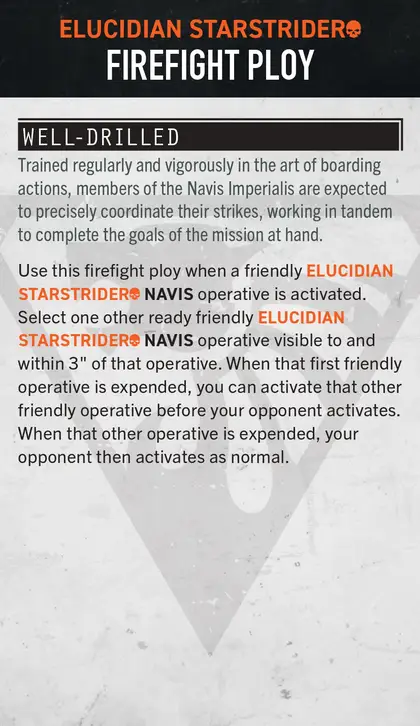 ELUCIDIAN STARSTRIDER
FIREFIGHT PLOY
WELL-DRILLED
Trained regularly and vigorously in the art of boarding
actions, members of the Navis Imperialis are expected
to precisely coordinate their strikes, working in tandem
to complete the goals of the mission at hand.
Use this firefight ploy when a friendly ELUCIDIAN
STARSTRIDER NAVIS operative is activated.
Select one other ready friendly ELUCIDIAN
STARSTRIDER NAVIS operative visible to and
within 3" of that operative. When that first friendly
operative is expended, you can activate that other
friendly operative before your opponent activates.
When that other operative is expended, your
opponent then activates as normal.